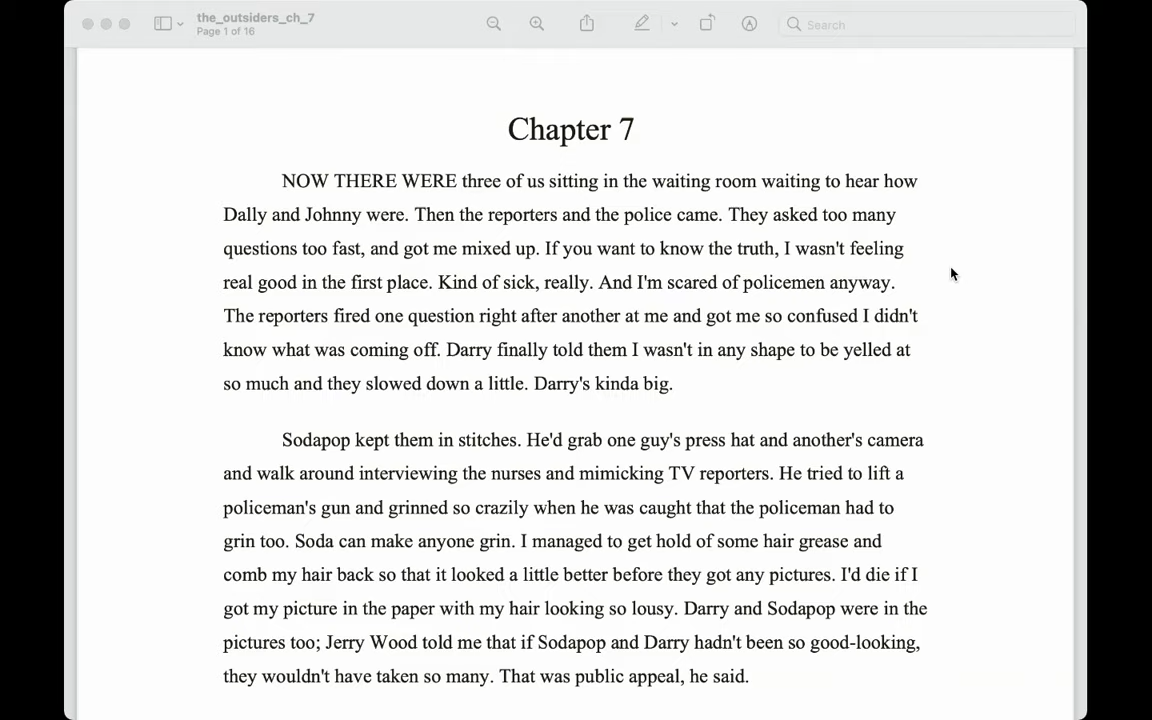 the_outsiders_ch_7
Page 1 of 16
Search
Chapter 7
NOW THERE WERE three of us sitting in the waiting room waiting to hear how
Dally and Johnny were. Then the reporters and the police came. They asked too many
questions too fast, and got me mixed up. If you want to know the truth, I wasn't feeling
real good in the first place. Kind of sick, really. And I'm scared of policemen anyway.
The reporters fired one question right after another at me and got me so confused I didn't
know what was coming off. Darry finally told them I wasn't in any shape to be yelled at
so much and they slowed down a little. Darry's kinda big.
Sodapop kept them in stitches. He'd grab one guy's press hat and another's camera
and walk around interviewing the nurses and mimicking TV reporters. He tried to lift a
policeman's gun and grinned so crazily when he was caught that the policeman had to
grin too. Soda can make anyone grin. I managed to get hold of some hair grease and
comb my hair back so that it looked a little better before they got any pictures. I'd die if I
got my picture in the paper with my hair looking so lousy. Darry and Sodapop were in the
pictures too; Jerry Wood told me that if Sodapop and Darry hadn't been so good-looking,
they wouldn't have taken so many. That was public appeal, he said.